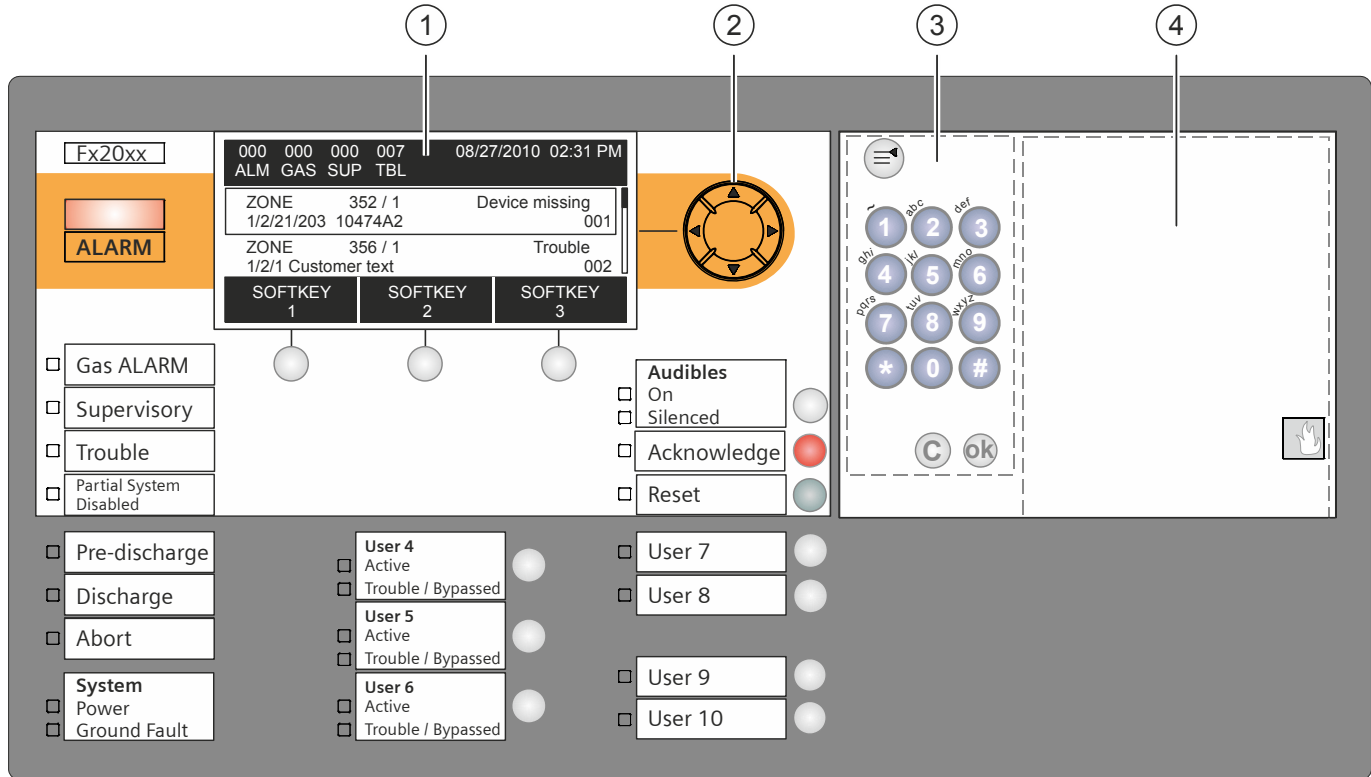 1 2 3 4
Fx20xx
ALARM
000 000 000 007 08/27/2010 02:31 PM
ALM GAS SUP TBL
ZONE 352 / 1 Device missing
1/2/21/203 10474A2 001
ZONE 356 / 1 Trouble
1/2/1 Customer text 002
SOFTKEY SOFTKEY SOFTKEY
1 2 3
Gas ALARM
Supervisory
Trouble
Partial System
Disabled
Audibles
On
Silenced
Acknowledge
Reset
~ abc def
1 2 3
ghi jkl mno
4 5 6
pqrs tuv wxyz
7 8 9
* 0 #
C ok
Pre-discharge
Discharge
Abort
System
Power
Ground Fault
User 4
Active
Trouble / Bypassed
User 5
Active
Trouble / Bypassed
User 6
Active
Trouble / Bypassed
User 7
User 8
User 9
User 10